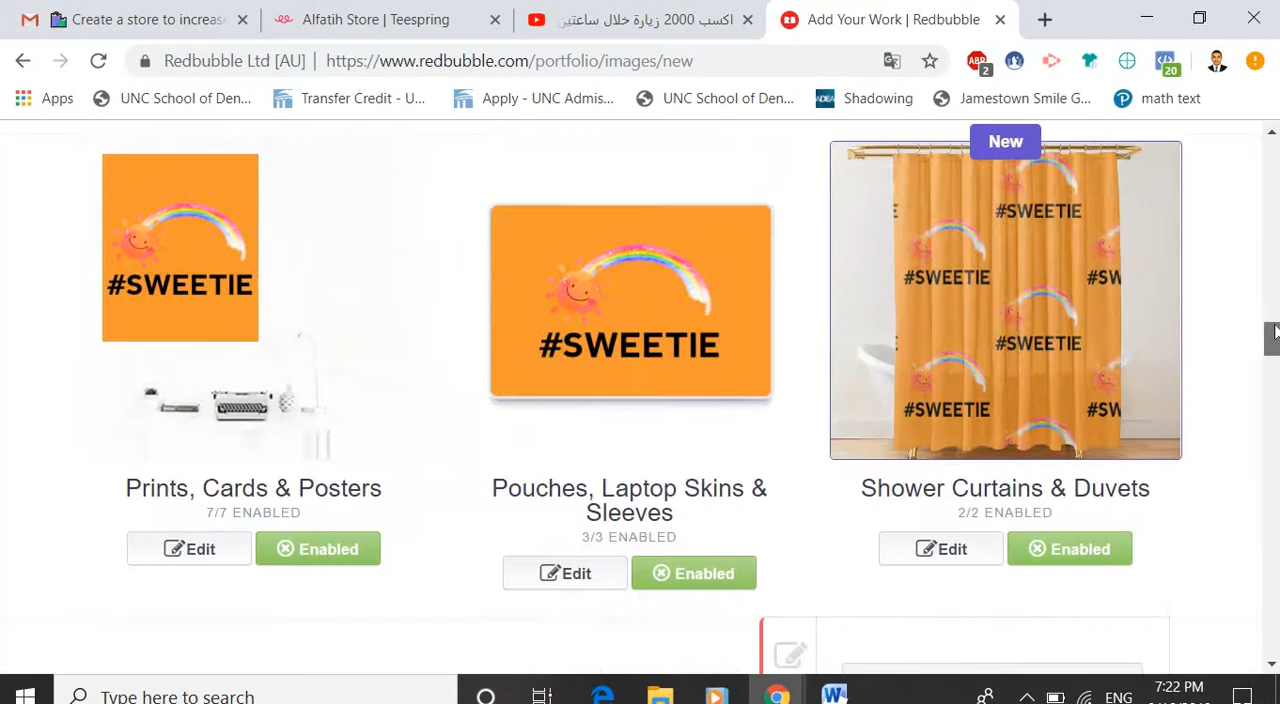 Create a store to increas
Alfatih Store | Teespring
اكسب 2000 زيارة خلال ساعتين
Add Your Work | Redbubble
Redbubble Ltd [AU] | https://www.redbubble.com/portfolio/images/new
ABP 2
20
Apps
UNC School of Den...
Transfer Credit - U...
Apply - UNC Admis...
UNC School of Den...
ADEA Shadowing
Jamestown Smile G...
math text
New
#SWEETIE
#SWEETIE
#SWEETIE
#SWEETIE
#SW
#SWEETIE
#SWEETIE
#SW
Prints, Cards & Posters
7/7 ENABLED
Edit
Enabled
Pouches, Laptop Skins &
Sleeves
3/3 ENABLED
Edit
Enabled
Shower Curtains & Duvets
2/2 ENABLED
Edit
Enabled
Type here to search
ENG
7:22 PM